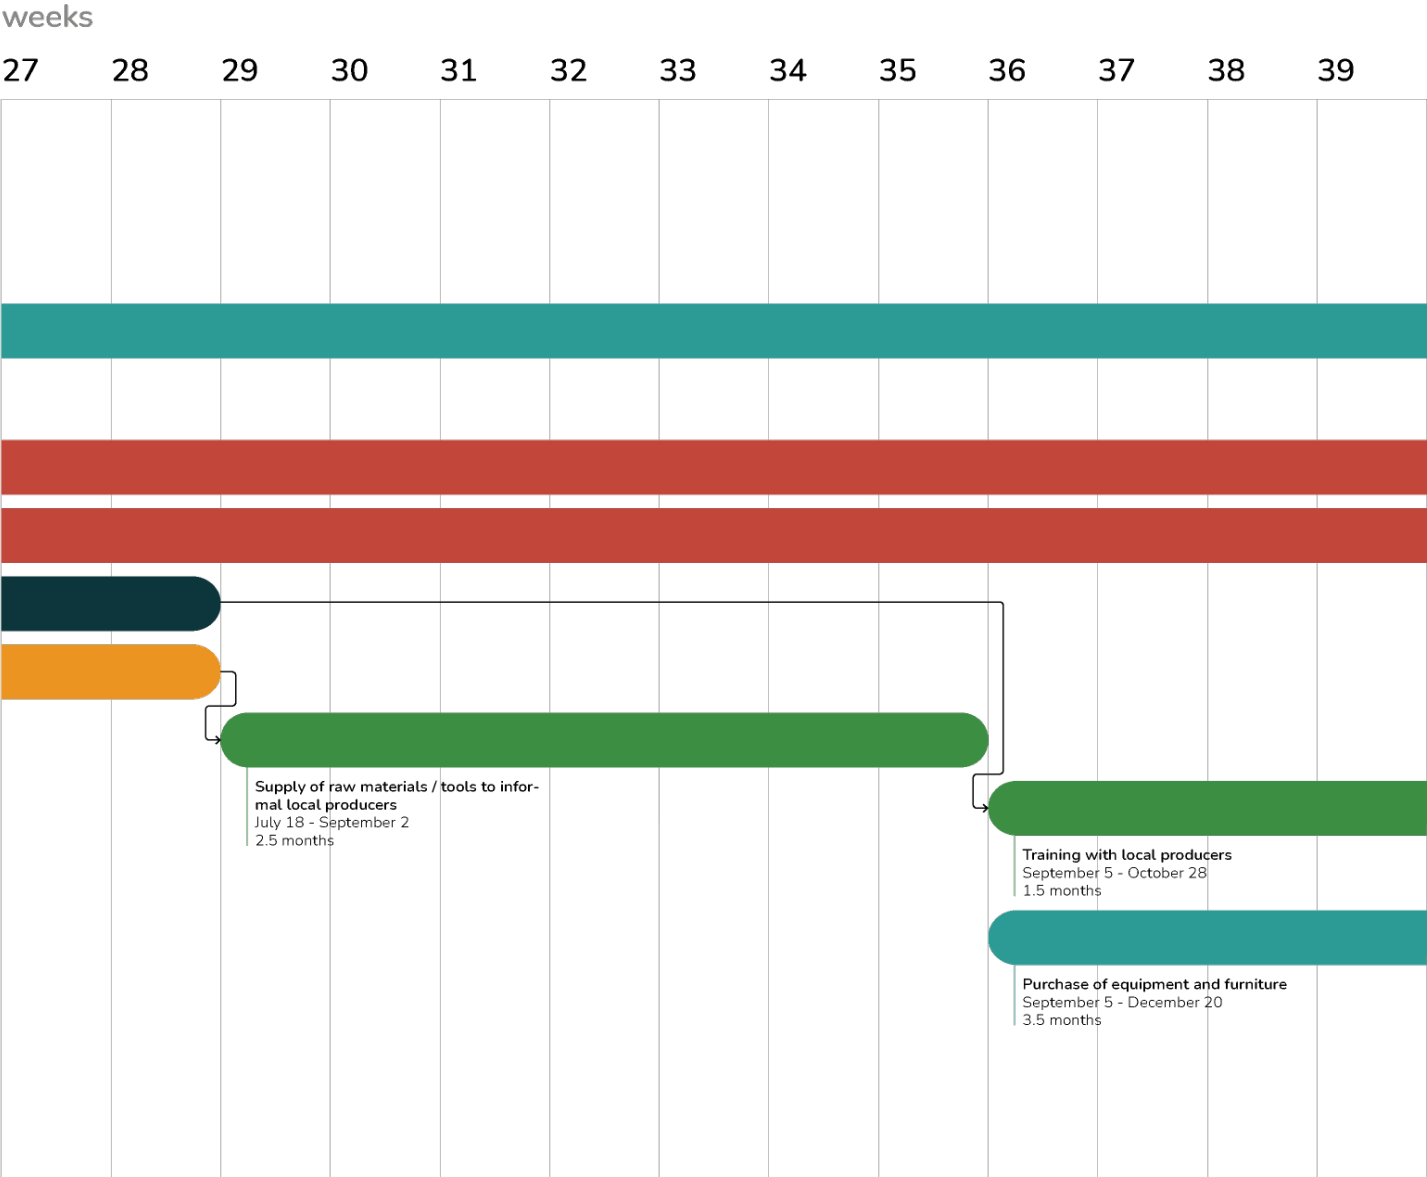 weeks
27 28 29 30 31 32 33 34 35 36 37 38 39
Supply of raw materials / tools to infor-
mal local producers
July 18 - September 2
2.5 months
Training with local producers
September 5 - October 28
1.5 months
Purchase of equipment and furniture
September 5 - December 20
3.5 months